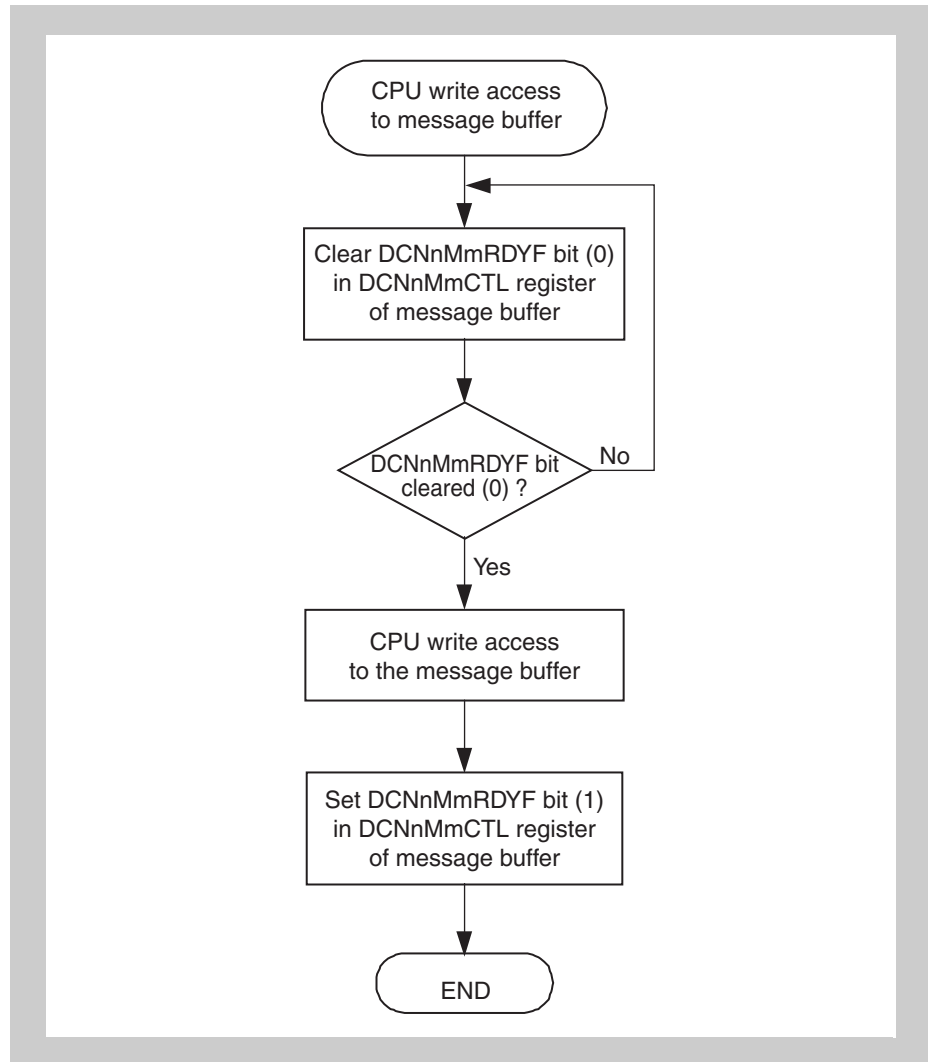 CPU write access
to message buffer
Clear DCNnMmRDYF bit (0)
in DCNnMmCTL register
of message buffer
DCNnMmRDYF bit
cleared (0) ?
No
Yes
CPU write access
to the message buffer
Set DCNnMmRDYF bit (1)
in DCNnMmCTL register
of message buffer
END